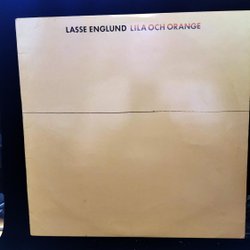 LASSE ENGLUND LILA OCH ORANGE